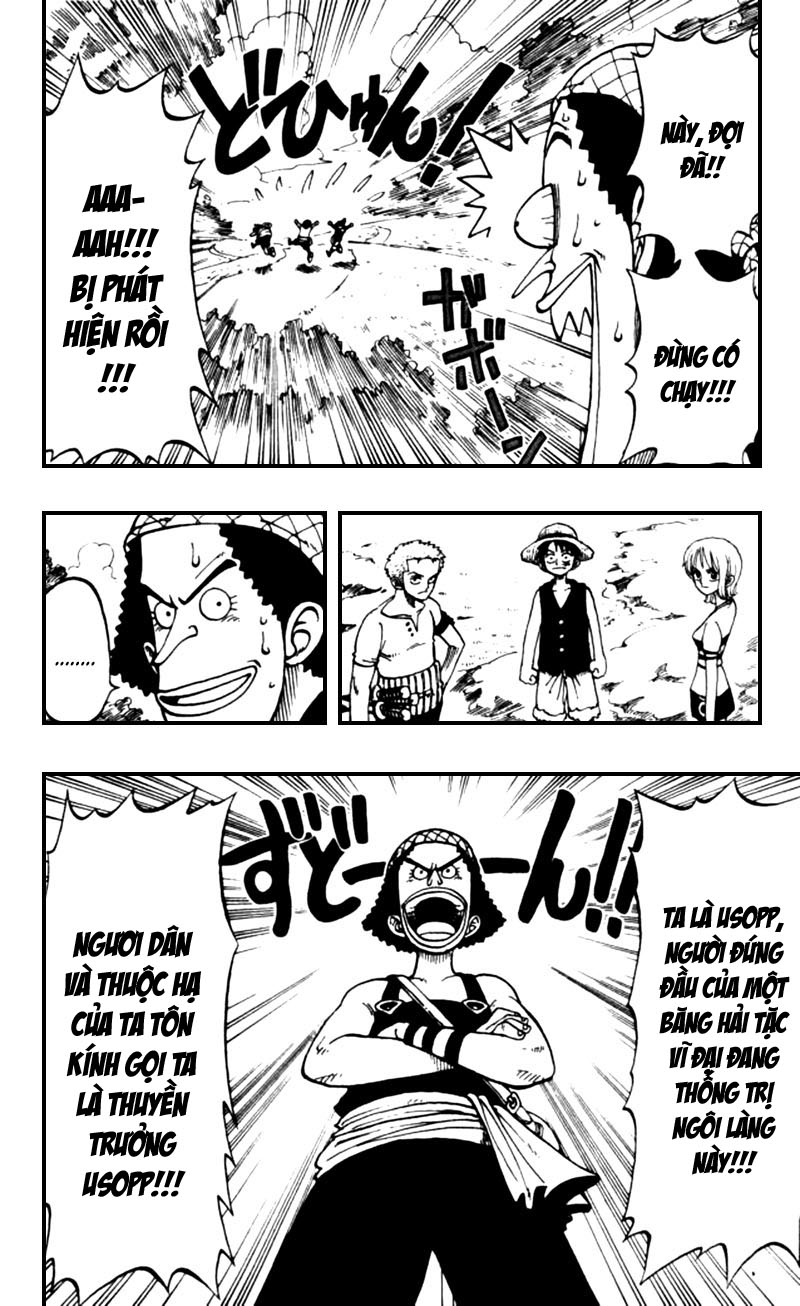 NÀY, ĐỢI
ĐÃ!!
ĐỪNG CÓ
CHẠY!!!
どひゅん!
ガボーン
AAA-
AAH!!!
BỊ PHÁT
HIỆN RỒI
!!!
.........
ずどーーん!!
TA LÀ USOPP,
NGƯỜI ĐỨNG
ĐẦU CỦA MỘT
BĂNG HẢI TẶC
VĨ ĐẠI ĐANG
THỐNG TRỊ
NGÔI LÀNG
NÀY!!!
NGƯƠI DÂN
VÀ THUỘC HẠ
CỦA TA TÔN
KÍNH GỌI TA
LÀ THUYỀN
TRƯỞNG
USOPP!!!